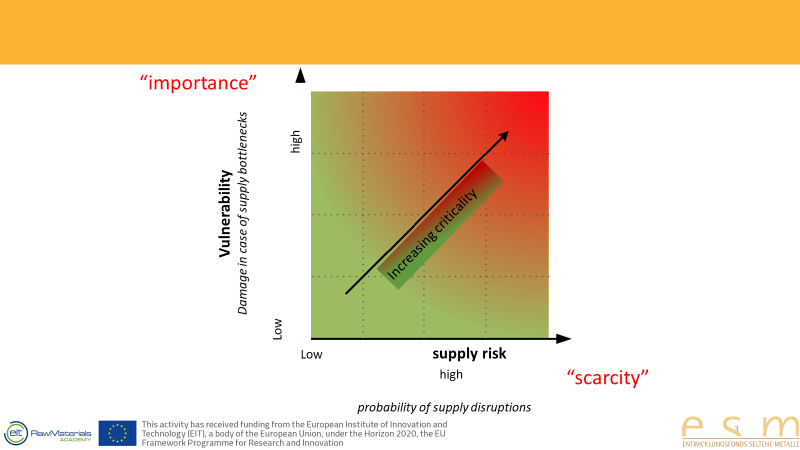 “importance”
high
Vulnerability
Damage in case of supply bottlenecks
Increasing criticality
Low
Low
supply risk
high
“scarcity”
probability of supply disruptions
eit RawMaterials
ACADEMY
This activity has received funding from the European Institute of Innovation and
Technology (EIT), a body of the European Union, under the Horizon 2020, the EU
Framework Programme for Research and Innovation
3
esm
ENTWICKLUNGSFONDS SELTENE METALLE